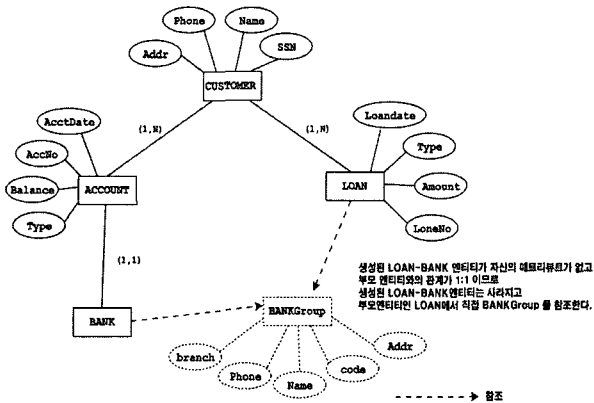 Phone
Name
Addr
SSN
CUSTOMER
(1,N)
(1,N)
AcctDate
AccNo
Balance
Type
ACCOUNT
Loandate
Type
Amount
LoneNo
LOAN
(1,1)
BANK
BANKGroup
branch
Phone
Name
code
Addr
생성된 LOAN-BANK 엔티티가 자신의 애트리뷰트가 없고
부모 엔티티와의 관계가 1:1 이므로
생성된 LOAN-BANK엔티티는 사라지고
부모엔티티인 LOAN에서 직접 BANKGroup 를 참조한다.
참조